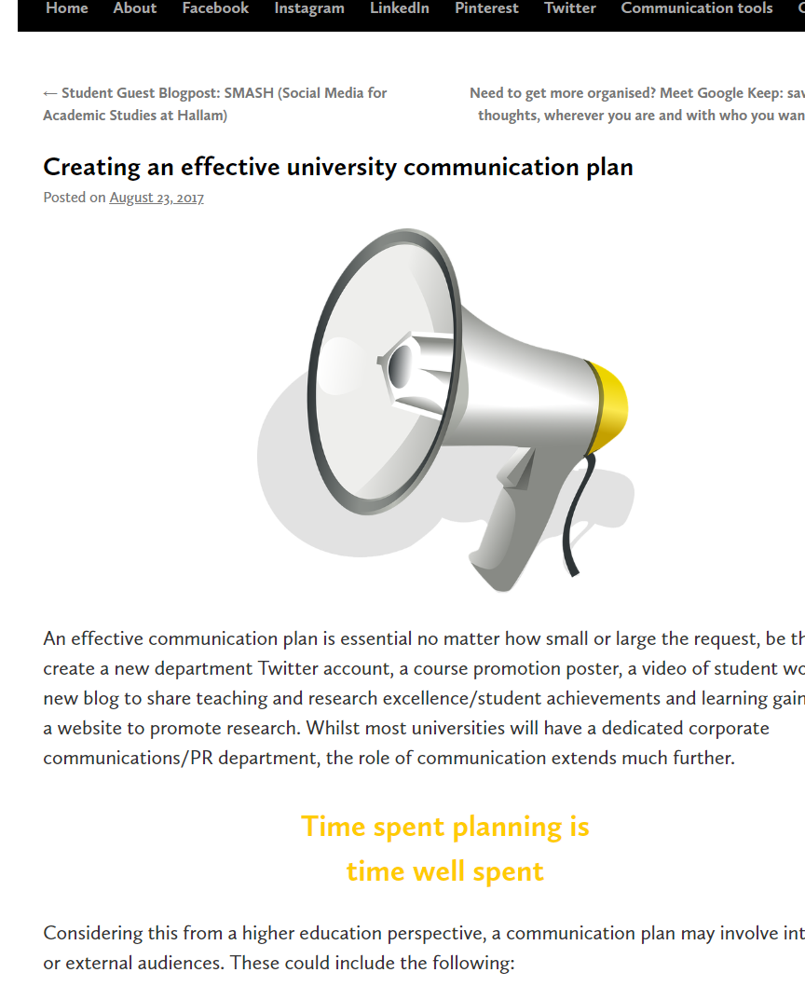 Home About Facebook Instagram LinkedIn Pinterest Twitter Communication tools
← Student Guest Blogpost: SMASH (Social Media for
Academic Studies at Hallam)
Need to get more organised? Meet Google Keep:
thoughts, wherever you are and with who you
Creating an effective university communication plan
Posted on August 23, 2017
An effective communication plan is essential no matter how small or large the request, be
create a new department Twitter account, a course promotion poster, a video of student
new blog to share teaching and research excellence/student achievements and learning
a website to promote research. Whilst most universities will have a dedicated corporate
communications/PR department, the role of communication extends much further.
Time spent planning is
time well spent
Considering this from a higher education perspective, a communication plan may involve
or external audiences. These could include the following: